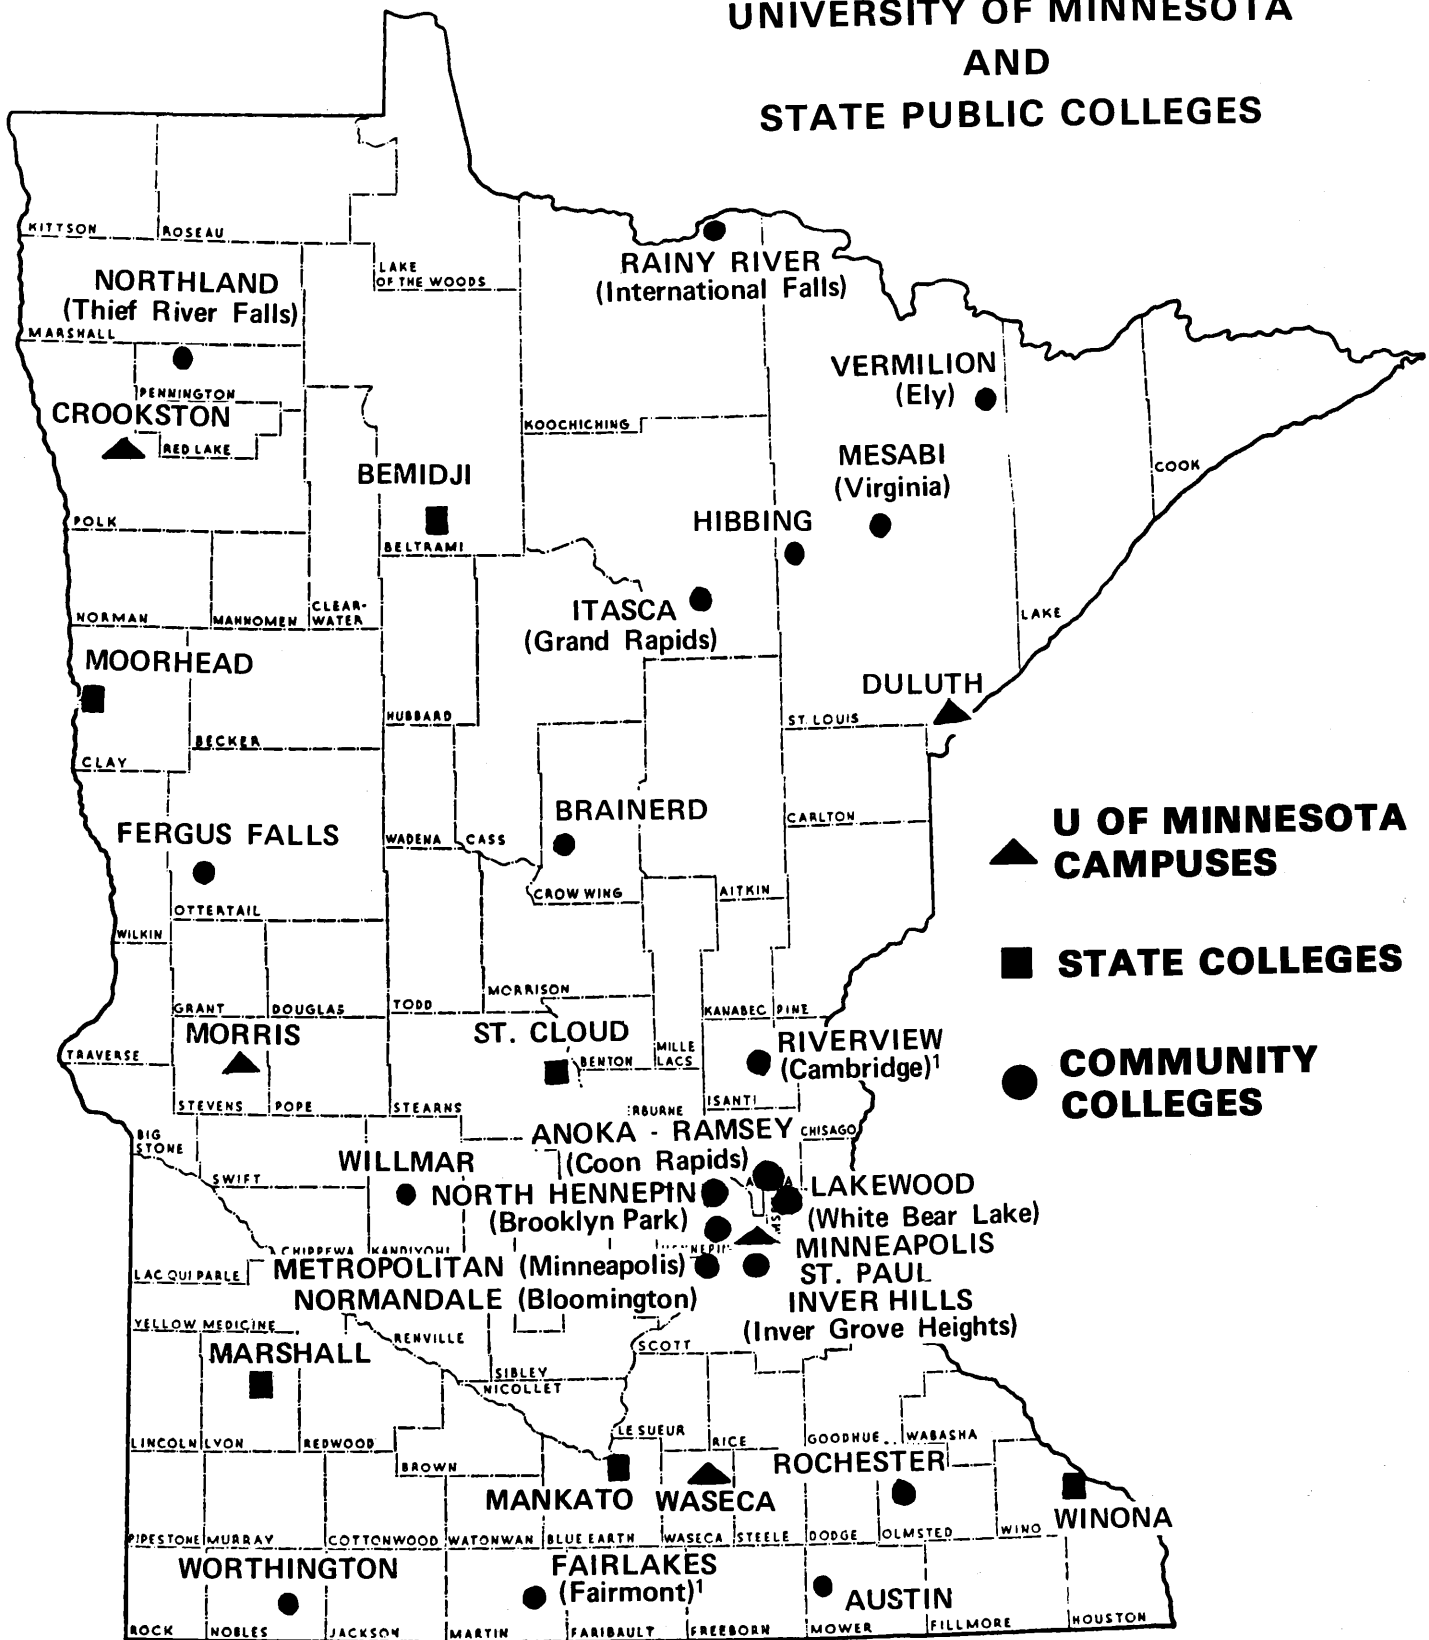 UNIVERSITY OF MINNESOTA
AND
STATE PUBLIC COLLEGES
KITTSON
ROSEAU
LAKE
OF THE WOODS
NORTHLAND
(Thief River Falls)
RAINY RIVER
(International Falls)
MARSHALL
PENNINGTON
CROOKSTON
RED LAKE
VERMILION
(Ely)
KOOCHICHING
MESABI
(Virginia)
COOK
BEMIDJI
HIBBING
POLK
BELTRAMI
ITASCA
(Grand Rapids)
LAKE
NORMAN
MAHNOMEN
CLEAR-
WATER
MOORHEAD
DULUTH
HUBBARD
ST. LOUIS
BECKER
CLAY
BRAINERD
CARLTON
FERGUS FALLS
WADENA
CASS
U OF MINNESOTA
CAMPUSES
CROW WING
AITKIN
OTTERTAIL
WILKIN
STATE COLLEGES
MORRISON
GRANT
DOUGLAS
TODD
KANABEC
PINE
MORRIS
ST. CLOUD
RIVERVIEW
(Cambridge)1
MILLE
LACS
BENTON
TRAVERSE
COMMUNITY
COLLEGES
STEVENS
POPE
STEARNS
RBURNE
ISANTI
BIG
STONE
ANOKA - RAMSEY
(Coon Rapids)
CHISAGO
WILLMAR
SWIFT
NORTH HENNEPIN
(Brooklyn Park)
LAKEWOOD
(White Bear Lake)
CHIPPEWA
KANDIYOHI
HENNEPIN
MINNEAPOLIS
ST. PAUL
LAC QUI PARLE
METROPOLITAN (Minneapolis)
NORMANDALE (Bloomington)
INVER HILLS
(Inver Grove Heights)
YELLOW MEDICINE
RENVILLE
SCOTT
MARSHALL
SIBLEY
NICOLLET
LE SUEUR
RICE
GOODHUE
WABASHA
LINCOLN
LYON
REDWOOD
BROWN
ROCHESTER
MANKATO
WASECA
WINONA
PIPESTONE
MURRAY
COTTONWOOD
WATONWAN
BLUE EARTH
WASECA
STEELE
DODGE
OLMSTED
WINO
WORTHINGTON
FAIRLAKES
(Fairmont)1
AUSTIN
ROCK
NOBLES
JACKSON
MARTIN
FARIBAULT
FREEBORN
MOWER
FILLMORE
HOUSTON